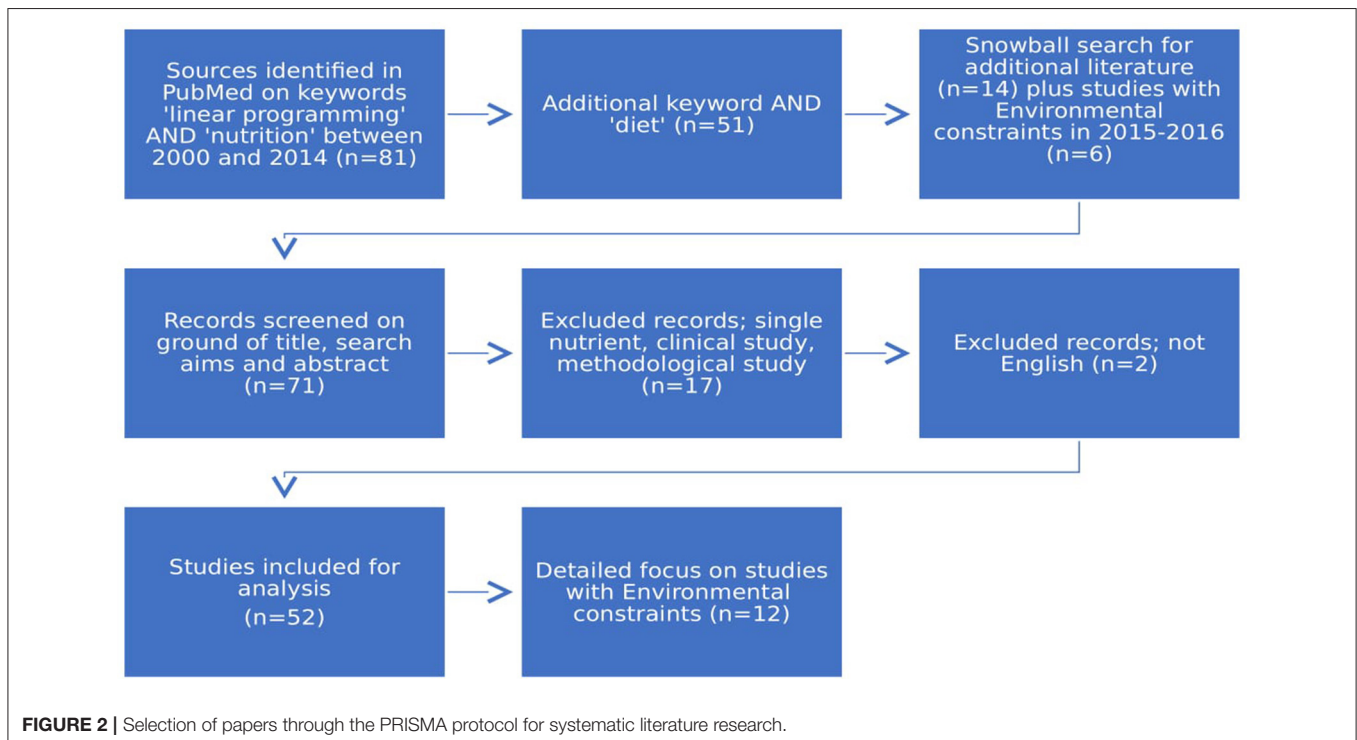 Sources identified in
PubMed on keywords
'linear programming'
AND 'nutrition' between
2000 and 2014 (n=81)
Additional keyword AND
'diet' (n=51)
Snowball search for
additional literature
(n=14) plus studies with
Environmental
constraints in 2015-2016
(n=6)
Records screened on
ground of title, search
aims and abstract
(n=71)
Excluded records; single
nutrient, clinical study,
methodological study
(n=17)
Excluded records; not
English (n=2)
Studies included for
analysis
(n=52)
Detailed focus on studies
with Environmental
constraints (n=12)
FIGURE 2 | Selection of papers through the PRISMA protocol for systematic literature research.